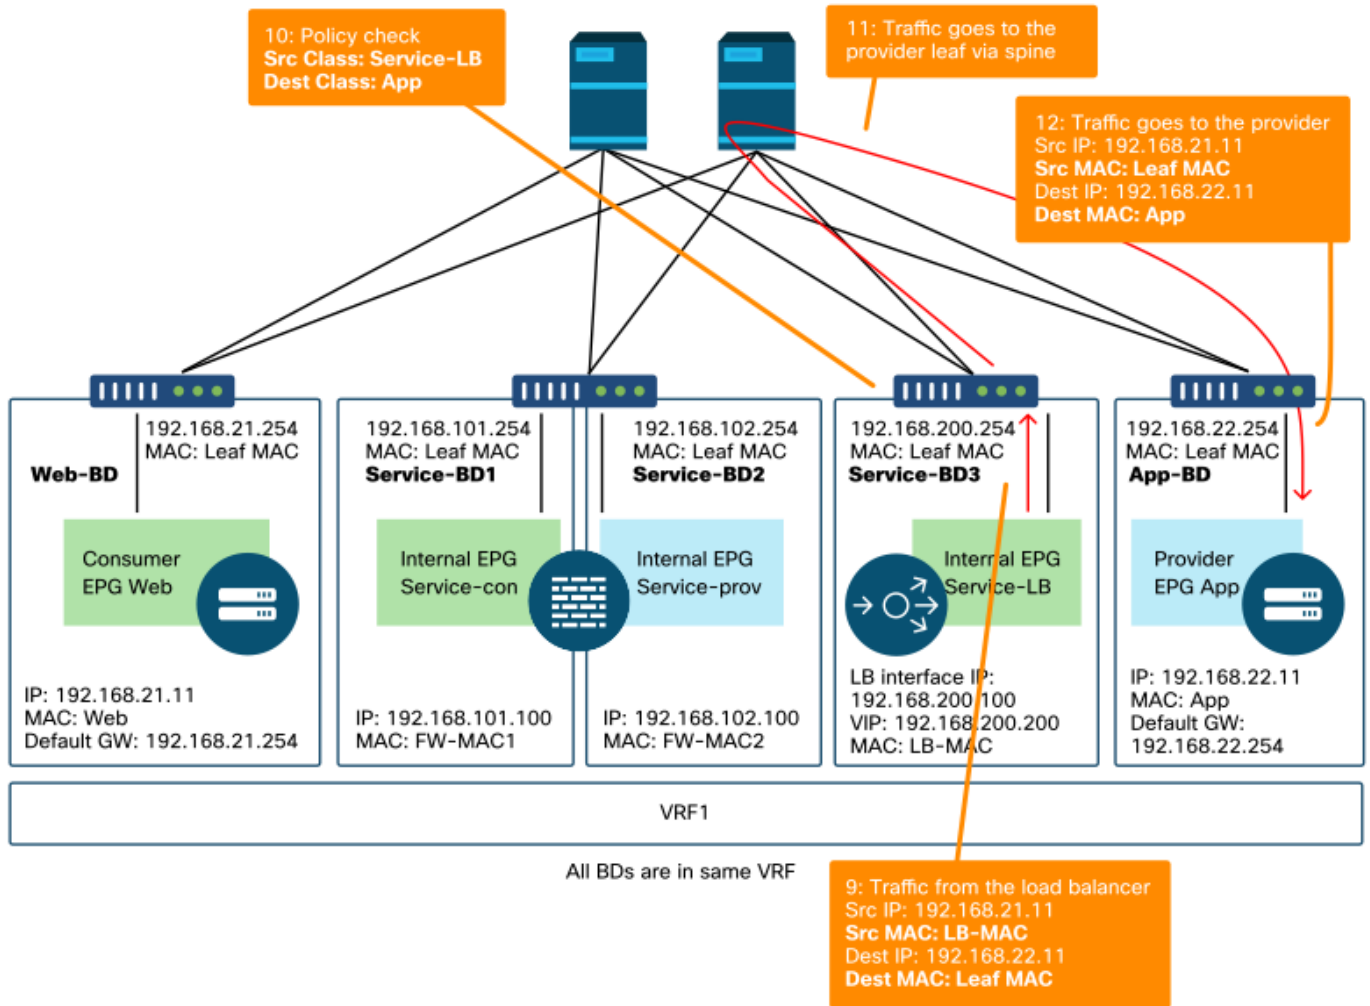 10: Policy check
Src Class: Service-LB
Dest Class: App
11: Traffic goes to the
provider leaf via spine
12: Traffic goes to the provider
Src IP: 192.168.21.11
Src MAC: Leaf MAC
Dest IP: 192.168.22.11
Dest MAC: App
192.168.21.254
MAC: Leaf MAC
Web-BD
Consumer
EPG Web
IP: 192.168.21.11
MAC: Web
Default GW: 192.168.21.254
192.168.101.254
MAC: Leaf MAC
Service-BD1
Internal EPG
Service-con
IP: 192.168.101.100
MAC: FW-MAC1
192.168.102.254
MAC: Leaf MAC
Service-BD2
Internal EPG
Service-prov
IP: 192.168.102.100
MAC: FW-MAC2
192.168.200.254
MAC: Leaf MAC
Service-BD3
Internal EPG
Service-LB
LB interface IP:
192.168.200.100
VIP: 192.168.200.200
MAC: LB-MAC
192.168.22.254
MAC: Leaf MAC
App-BD
Provider
EPG App
IP: 192.168.22.11
MAC: App
Default GW:
192.168.22.254
VRF1
All BDs are in same VRF
9: Traffic from the load balancer
Src IP: 192.168.21.11
Src MAC: LB-MAC
Dest IP: 192.168.22.11
Dest MAC: Leaf MAC